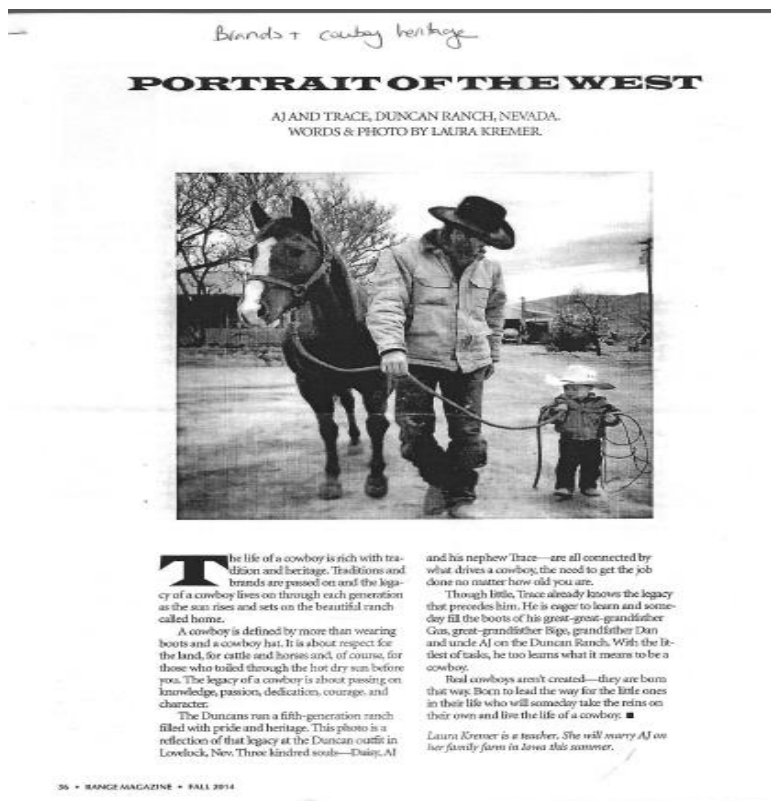 Brands + cowboy heritage
PORTRAIT OF THE WEST
AJ AND TRACE, DUNCAN RANCH, NEVADA.
WORDS & PHOTO BY LAURA KREMER.
The life of a cowboy is rich with tra-
dition and heritage. Traditions and
brands are passed on and the lega-
cy of a cowboy lives on through each generation
as the sun rises and sets on the beautiful ranch
called home.
A cowboy is defined by more than wearing
boots and a cowboy hat. It is about respect for
the land, for cattle and horses and, of course, for
those who toiled through the hot dry sun before
you. The legacy of a cowboy is about passing on
knowledge, passion, dedication, courage, and
character.
The Duncans run a fifth-generation ranch
filled with pride and heritage. This photo is a
reflection of that legacy at the Duncan outfit in
Lovelock, Nev. Three kindred souls—Daisy, AJ
and his nephew Trace—are all connected by
what drives a cowboy, the need to get the job
done no matter how old you are.
Though little, Trace already knows the legacy
that precedes him. He is eager to learn and some-
day fill the boots of his great-great-grandfather
Gus, great-grandfather Bige, grandfather Dan
and uncle AJ on the Duncan Ranch. With the lit-
tlest of tasks, he too learns what it means to be a
cowboy.
Real cowboys aren't created—they are born
that way. Born to lead the way for the little ones
in their life who will someday take the reins on
their own and live the life of a cowboy. ■
Laura Kremer is a teacher. She will marry AJ on
her family farm in Iowa this summer.
36 • RANGE MAGAZINE • FALL 2014